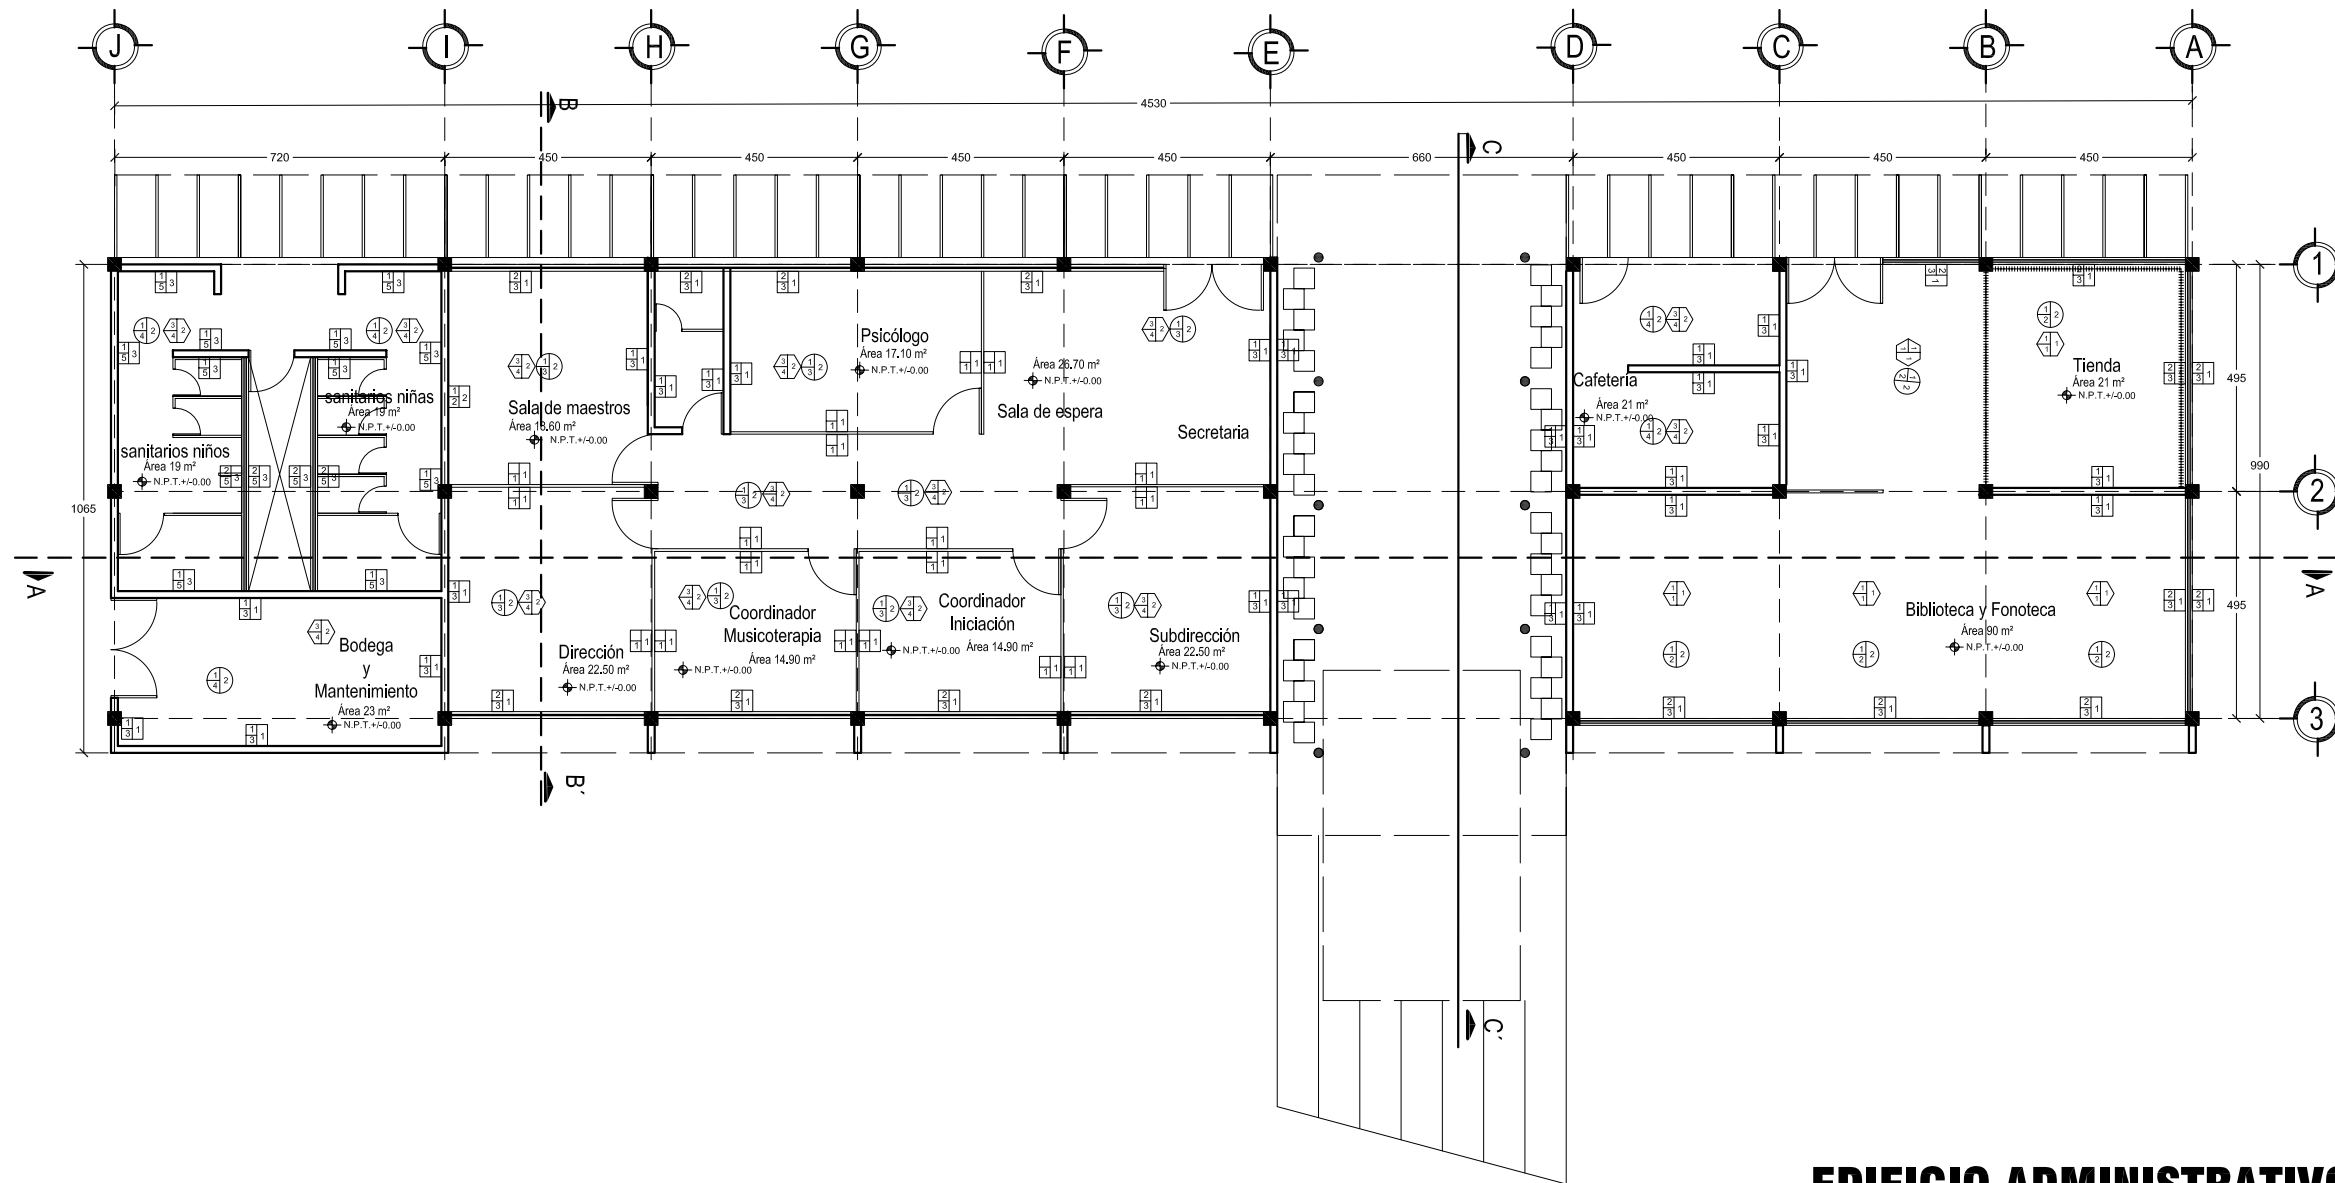 J I H G F E D C B A
4530
B C
720 450 450 450 450 660 450 450 450
1
2
3
495
495
990
1065
sanitarios niños
Área 19 m²
N.P.T.+/-0.00
sanitarios niñas
Área 19 m²
N.P.T.+/-0.00
Sala de maestros
Área 18.60 m²
N.P.T.+/-0.00
Psicólogo
Área 17.10 m²
N.P.T.+/-0.00
Área 26.70 m²
N.P.T.+/-0.00
Sala de espera
Secretaria
Cafetería
Área 21 m²
N.P.T.+/-0.00
Tienda
Área 21 m²
N.P.T.+/-0.00
A A
Bodega
y
Mantenimiento
Área 23 m²
N.P.T.+/-0.00
Dirección
Área 22.50 m²
N.P.T.+/-0.00
Coordinador
Musicoterapia
Área 14.90 m²
N.P.T.+/-0.00
Coordinador
Iniciación
N.P.T.+/-0.00 Área 14.90 m²
Subdirección
Área 22.50 m²
N.P.T.+/-0.00
Biblioteca y Fonoteca
Área 90 m²
N.P.T.+/-0.00
B'
C'
EDIFICIO ADMINISTRATIVO